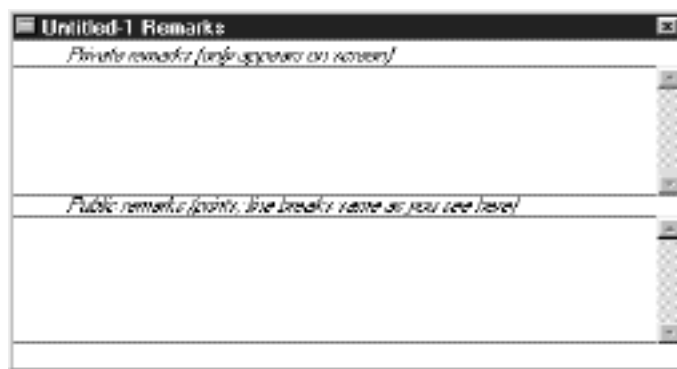 Untitled-1 Remarks
Private remarks (only appears on screen)
Public remarks (prints, line breaks same as you see here)